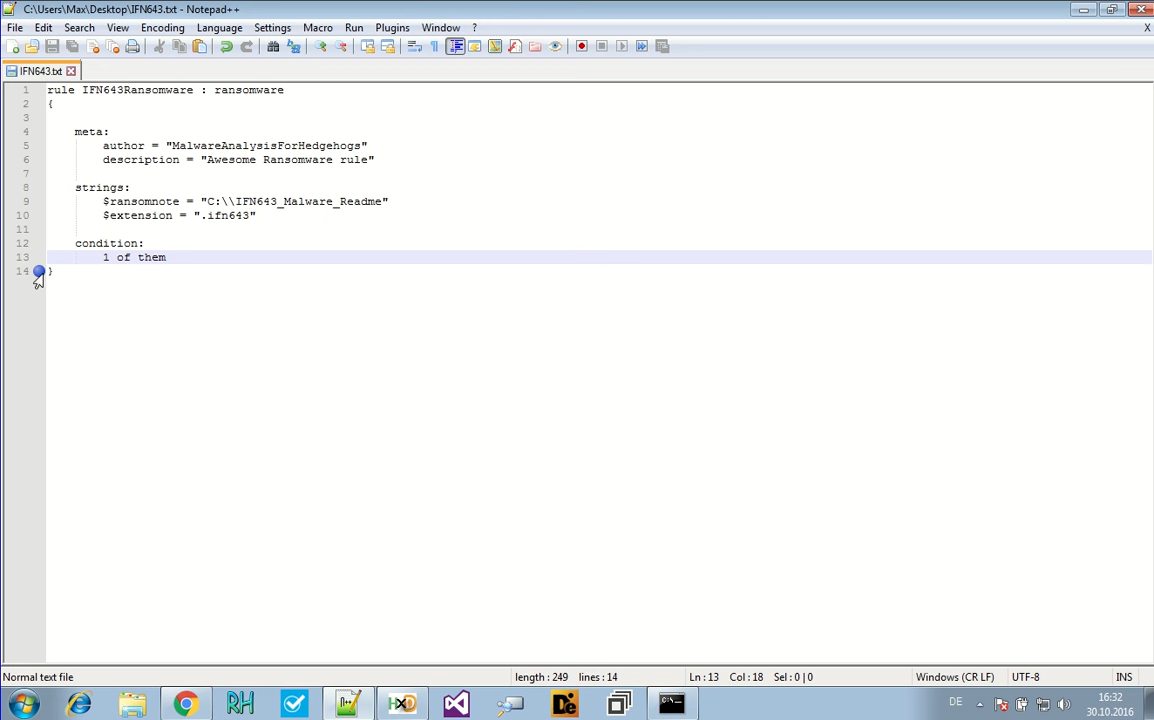 C:\Users\Max\Desktop\IFN643.txt - Notepad++
File Edit Search View Encoding Language Settings Macro Run Plugins Window ? X
IFN643.txt
1 rule IFN643Ransomware : ransomware
2 {
3
4 meta:
5 author = "MalwareAnalysisForHedgehogs"
6 description = "Awesome Ransomware rule"
7
8 strings:
9 $ransomnote = "C:\\IFN643_Malware_Readme"
10 $extension = ".ifn643"
11
12 condition:
13 1 of them
14 }
Normal text file length : 249 lines : 14 Ln : 13 Col : 18 Sel : 0 | 0 Windows (CR LF) UTF-8 INS
RH HXD De DE 16:32
30.10.2016